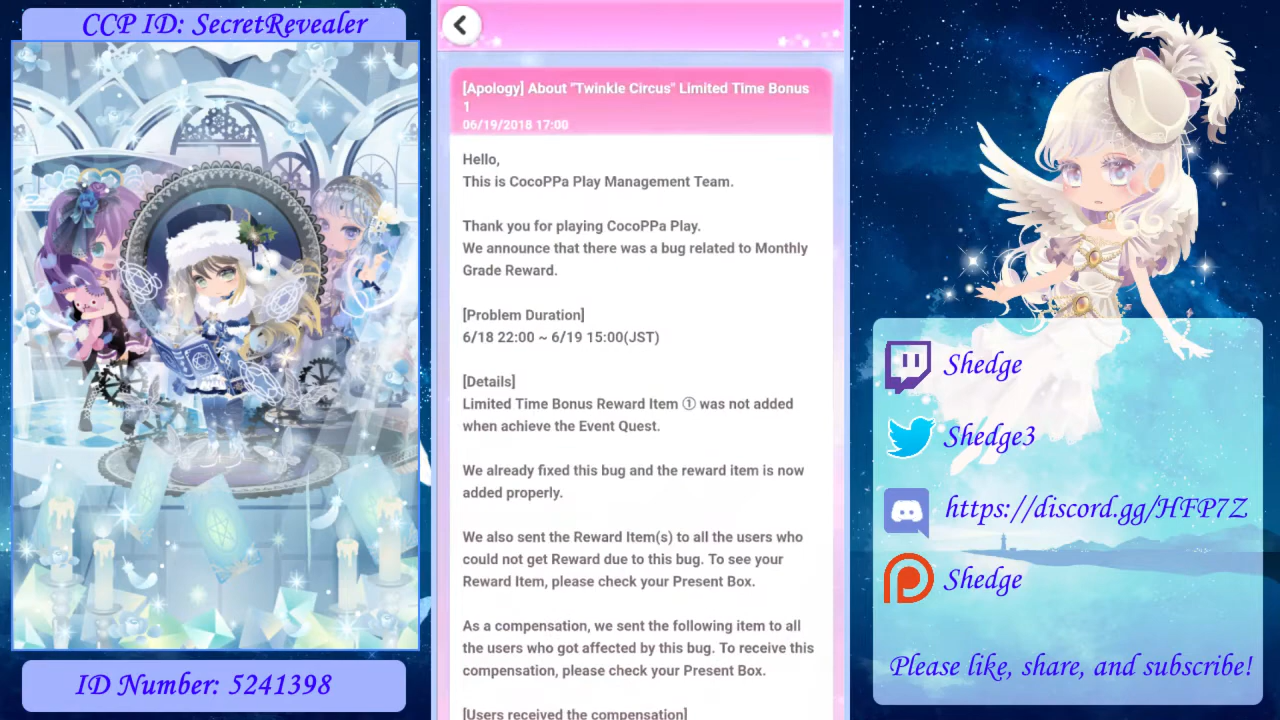 CCP ID: SecretRevealer
ID Number: 5241398
[Apology] About "Twinkle Circus" Limited Time Bonus
1
06/19/2018 17:00
Hello,
This is CocoPPa Play Management Team.
Thank you for playing CocoPPa Play.
We announce that there was a bug related to Monthly
Grade Reward.
[Problem Duration]
6/18 22:00 ~ 6/19 15:00(JST)
[Details]
Limited Time Bonus Reward Item ① was not added
when achieve the Event Quest.
We already fixed this bug and the reward item is now
added properly.
We also sent the Reward Item(s) to all the users who
could not get Reward due to this bug. To see your
Reward Item, please check your Present Box.
As a compensation, we sent the following item to all
the users who got affected by this bug. To receive this
compensation, please check your Present Box.
[Users received the compensation]
Shedge
Shedge3
https://discord.gg/HFP7Z
Shedge
Please like, share, and subscribe!